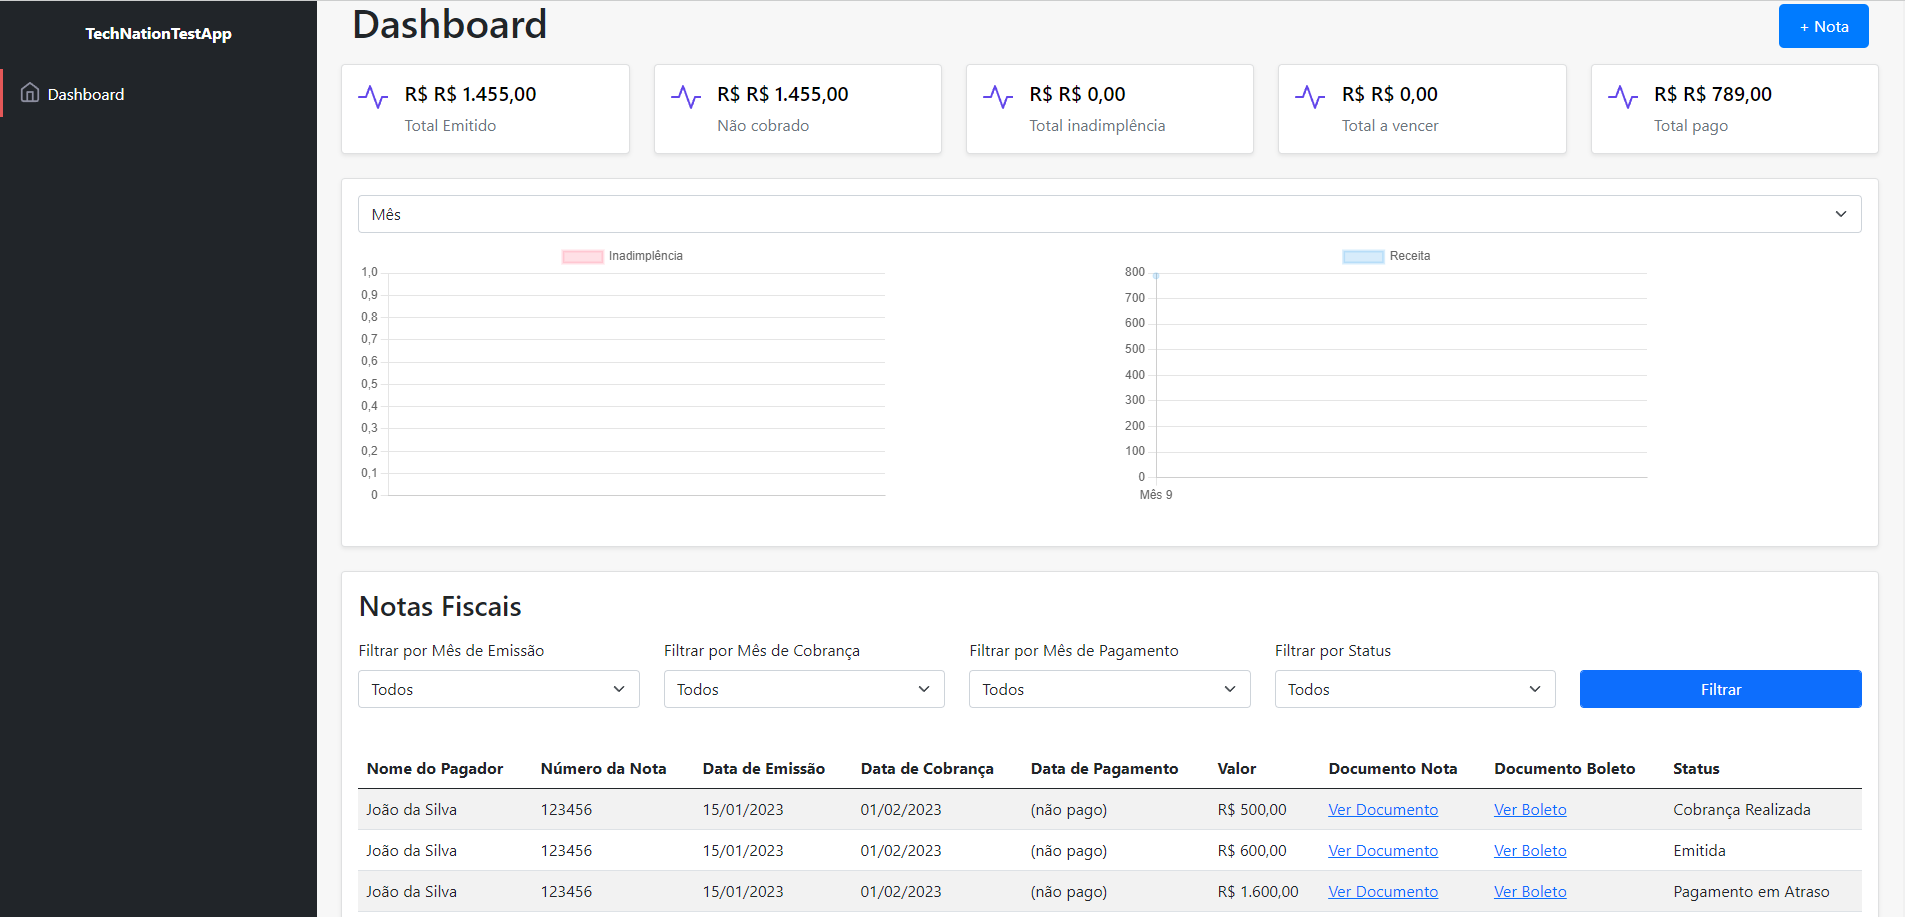 TechNationTestApp
Dashboard
Dashboard
+ Nota
R$ R$ 1.455,00
Total Emitido
R$ R$ 1.455,00
Não cobrado
R$ R$ 0,00
Total inadimplência
R$ R$ 0,00
Total a vencer
R$ R$ 789,00
Total pago
Mês
Inadimplência
1,0
0,9
0,8
0,7
0,6
0,5
0,4
0,3
0,2
0,1
0
Receita
800
700
600
500
400
300
200
100
0
Mês 9
Notas Fiscais
Filtrar por Mês de Emissão
Todos
Filtrar por Mês de Cobrança
Todos
Filtrar por Mês de Pagamento
Todos
Filtrar por Status
Todos
Filtrar
Nome do Pagador Número da Nota Data de Emissão Data de Cobrança Data de Pagamento Valor Documento Nota Documento Boleto Status
João da Silva 123456 15/01/2023 01/02/2023 (não pago) R$ 500,00 Ver Documento Ver Boleto Cobrança Realizada
João da Silva 123456 15/01/2023 01/02/2023 (não pago) R$ 600,00 Ver Documento Ver Boleto Emitida
João da Silva 123456 15/01/2023 01/02/2023 (não pago) R$ 1.600,00 Ver Documento Ver Boleto Pagamento em Atraso